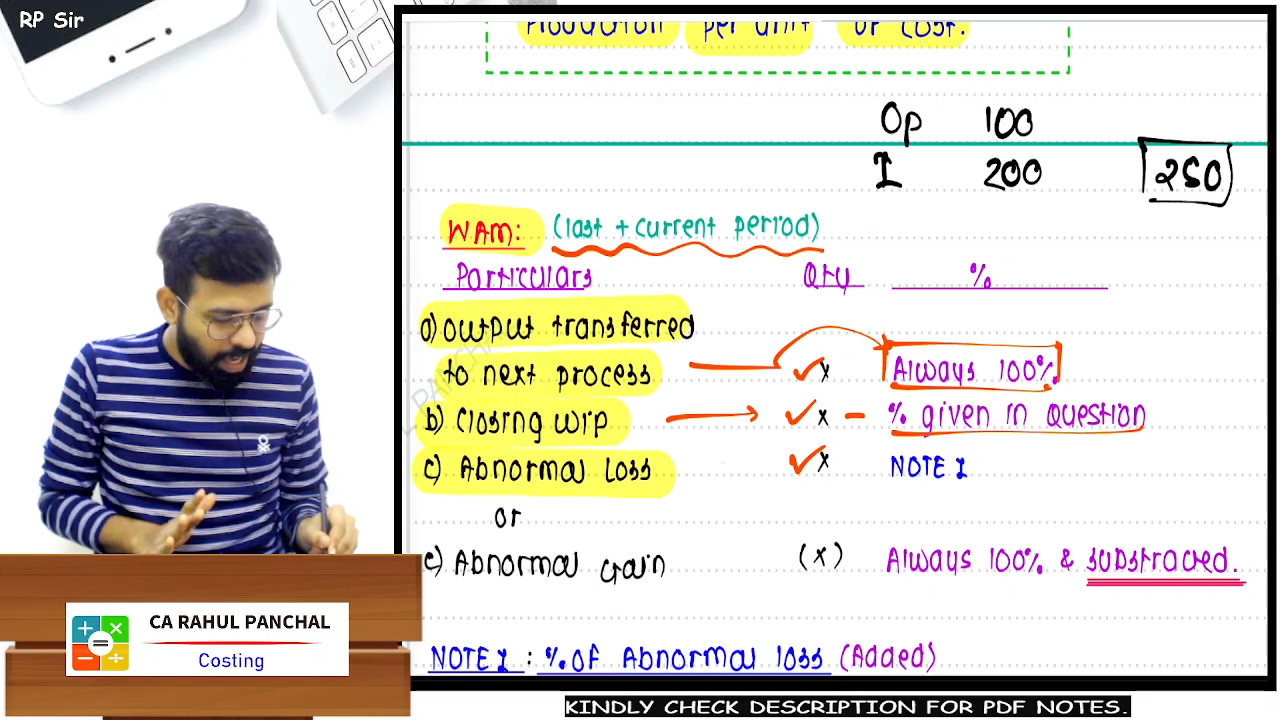 RP Sir
Production per unit of cost.
Op 100
I 200 250
WAM: (last + current period)
Particulars Qty %
a) Output transferred
to next process x Always 100%
b) Closing WIP x % given in Question
c) Abnormal Loss x NOTE 1
or
c) Abnormal Gain (x) Always 100% & substracted.
NOTE 1: % of Abnormal loss (Added)
CA RAHUL PANCHAL
Costing
KINDLY CHECK DESCRIPTION FOR PDF NOTES.